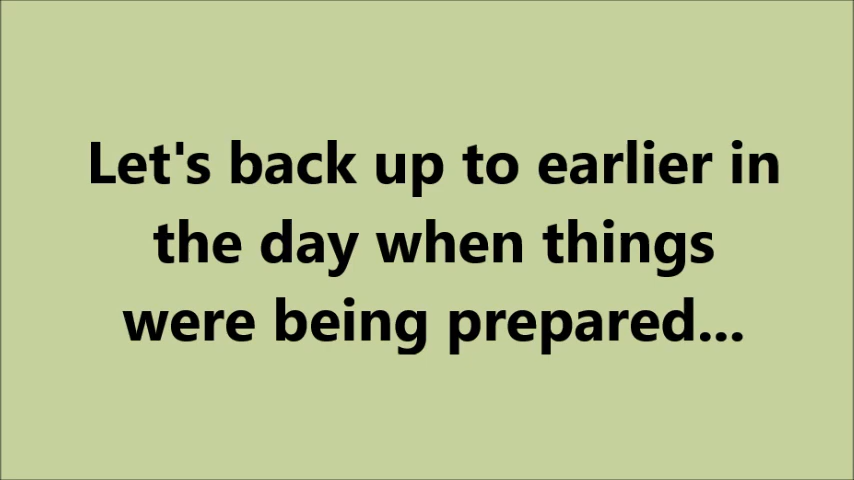 Let's back up to earlier in
the day when things
were being prepared...